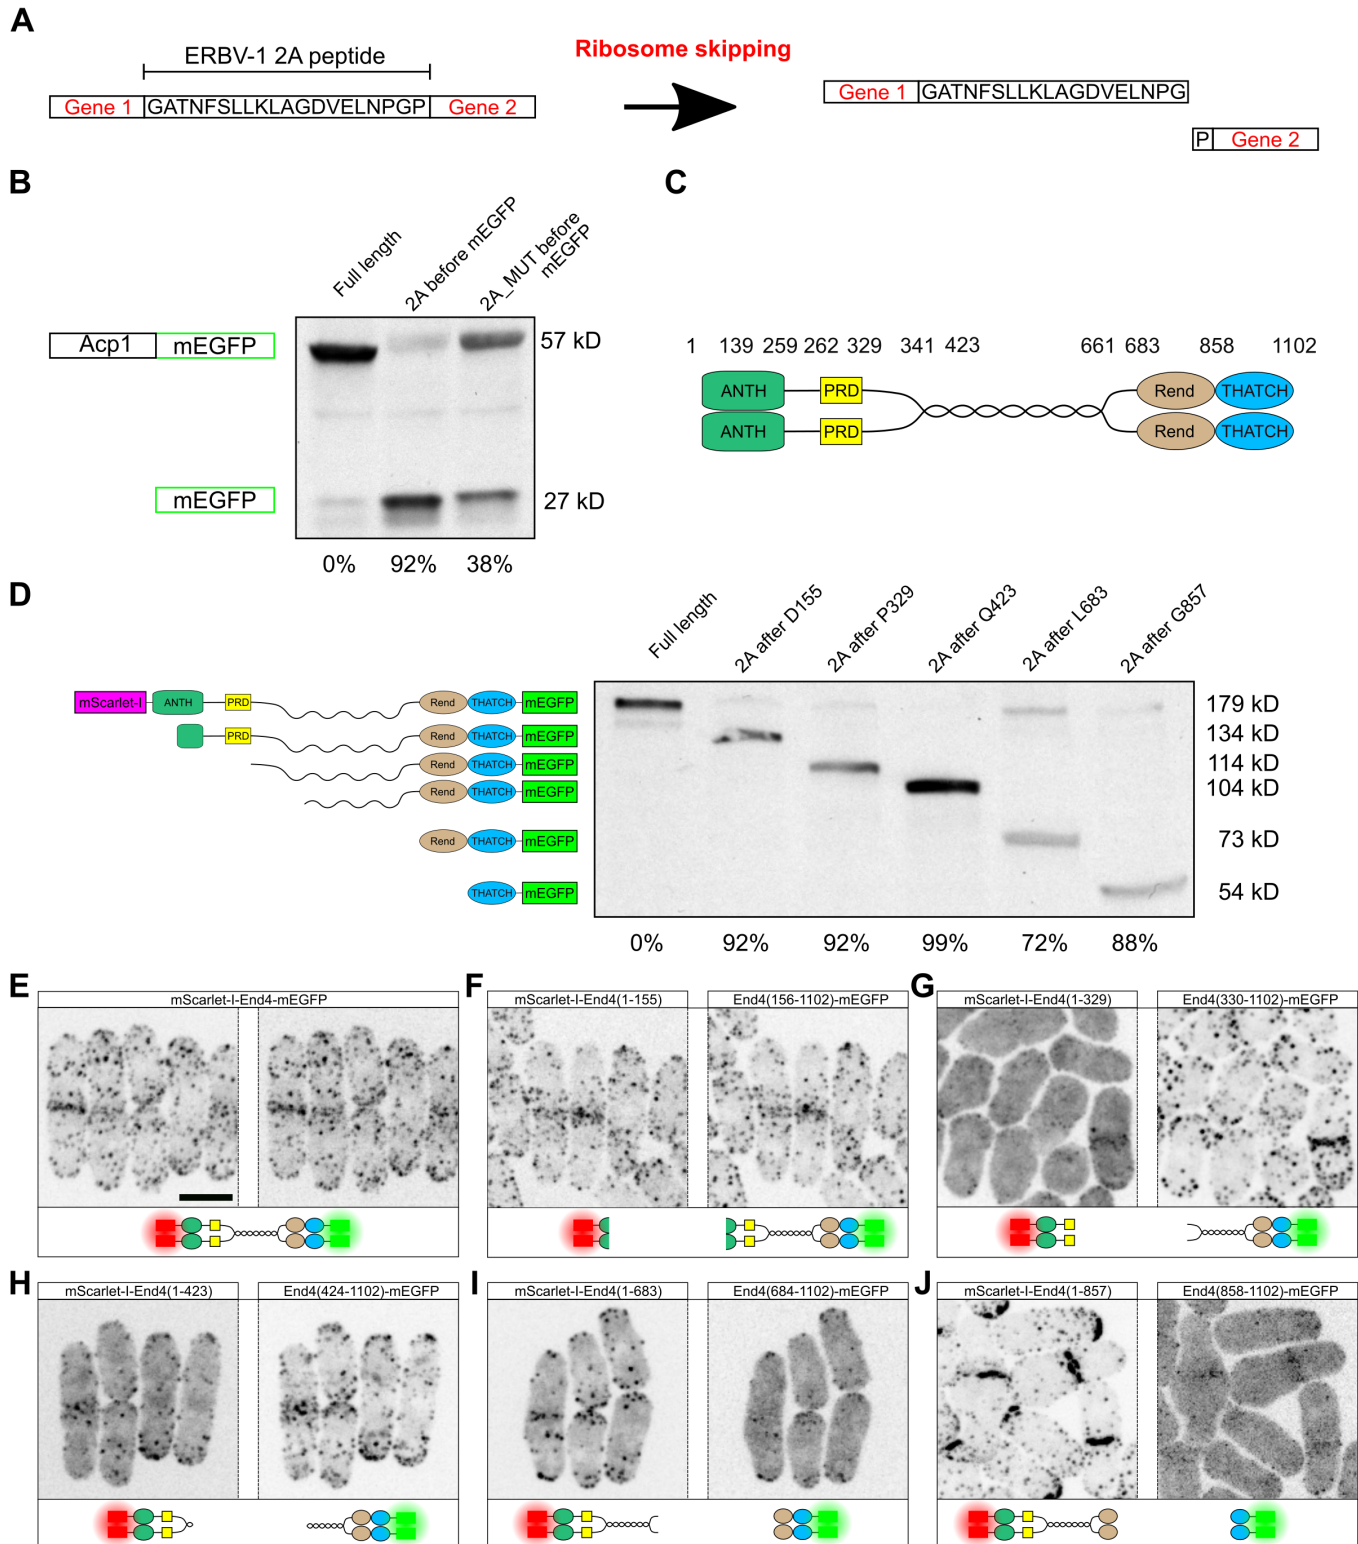 A
ERBV-1 2A peptide
Ribosome skipping
Gene 1 GATNFSLLKLAGDVELNPGP Gene 2
Gene 1 GATNFSLLKLAGDVELNPG
P Gene 2
B
Full length
2A before mEGFP
2A_MUT before
mEGFP
Acp1 mEGFP
57 kD
mEGFP
27 kD
0% 92% 38%
C
1 139 259 262 329 341 423 661 683 858 1102
ANTH PRD Rend THATCH
ANTH PRD Rend THATCH
D
Full length
2A after D155
2A after P329
2A after Q423
2A after L683
2A after G857
mScarlet-I ANTH PRD Rend THATCH mEGFP
179 kD
PRD Rend THATCH mEGFP
134 kD
Rend THATCH mEGFP
114 kD
Rend THATCH mEGFP
104 kD
Rend THATCH mEGFP
73 kD
THATCH mEGFP
54 kD
0% 92% 92% 99% 72% 88%
E
mScarlet-I-End4-mEGFP
F
mScarlet-I-End4(1-155)
End4(156-1102)-mEGFP
G
mScarlet-I-End4(1-329)
End4(330-1102)-mEGFP
H
mScarlet-I-End4(1-423)
End4(424-1102)-mEGFP
I
mScarlet-I-End4(1-683)
End4(684-1102)-mEGFP
J
mScarlet-I-End4(1-857)
End4(858-1102)-mEGFP